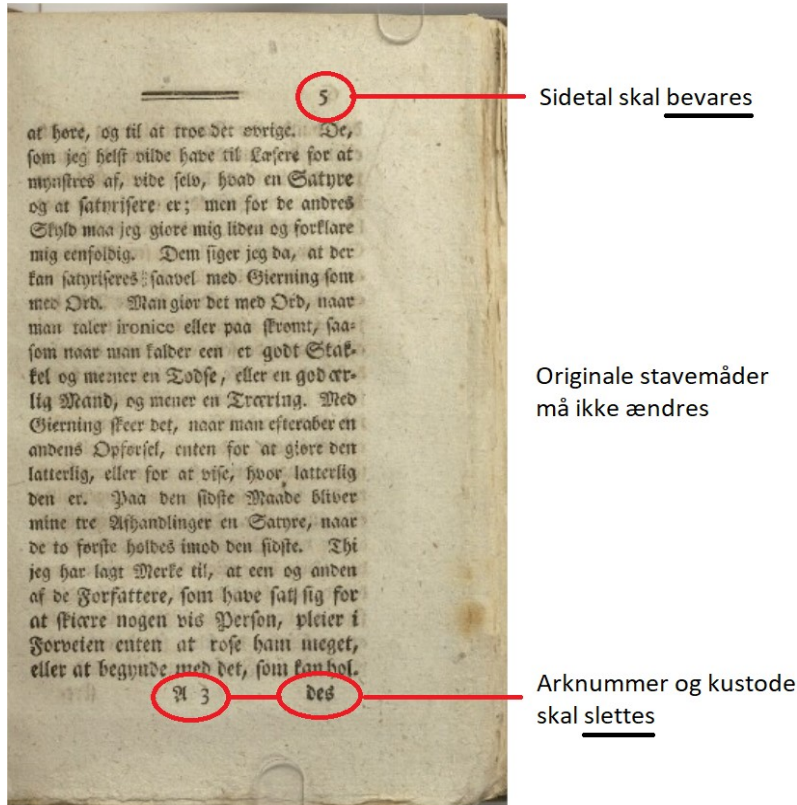 5
Sidetal skal bevares
at høre, og til at troe det øvrige. De,
som jeg helst vilde have til Læsere for at
mynstres af, vide selv, hvad en Satyre
og at satyrisere er; men for de andres
Skyld maa jeg giøre mig liden og forklare
mig eenfoldig. Dem siger jeg da, at der
kan satyriseres saavel med Gierning som
med Ord. Man giør det med Ord, naar
man taler ironice eller paa skrømt, saa-
som naar man kalder een et godt Stak-
kel og meener en Todse, eller en god ær-
lig Mand, og mener en Træring. Med
Gierning skeer det, naar man efteraber en
andens Opførsel, enten for at giøre den
latterlig, eller for at vise, hvor latterlig
den er. Paa den sidste Maade bliver
mine tre Afhandlinger en Satyre, naar
de to første holdes imod den sidste. Thi
jeg har lagt Merke til, at een og anden
af de Forfattere, som have sat sig for
at skiære nogen vis Person, pleier i
Forveien enten at rose ham meget,
eller at begynde med det, som kan hol-
A 3 des
Originale stavemåder
må ikke ændres
Arknummer og kustode
skal slettes